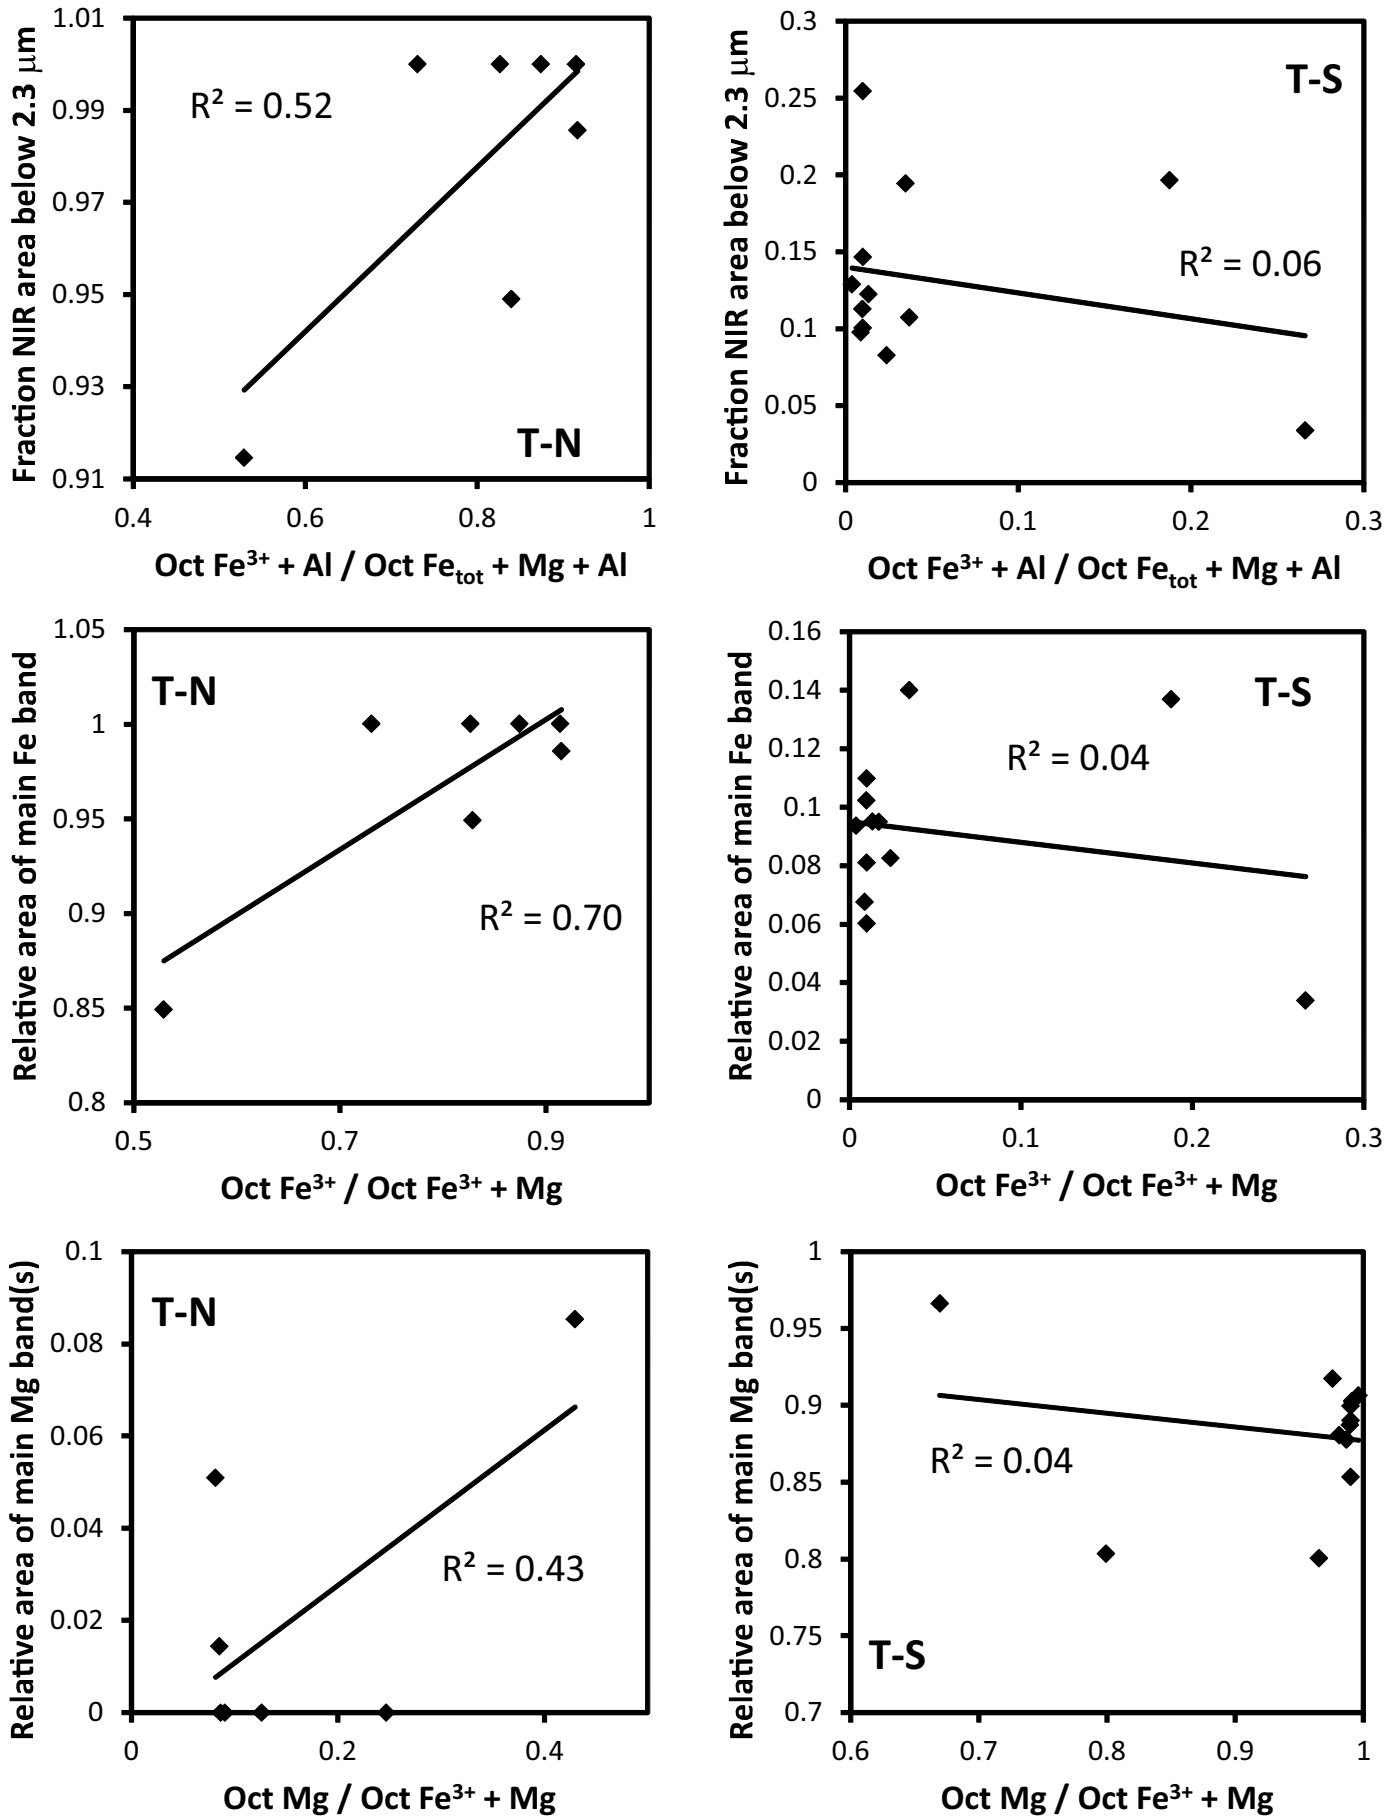 Fraction NIR area below 2.3 μm
1.01
0.99
0.97
0.95
0.93
0.91
R² = 0.52
T-N
0.4 0.6 0.8 1
Oct Fe³⁺ + Al / Oct Feₜₒₜ + Mg + Al
Fraction NIR area below 2.3 μm
0.3
0.25
0.2
0.15
0.1
0.05
0
T-S
R² = 0.06
0 0.1 0.2 0.3
Oct Fe³⁺ + Al / Oct Feₜₒₜ + Mg + Al
Relative area of main Fe band
1.05
1
0.95
0.9
0.85
0.8
T-N
R² = 0.70
0.5 0.7 0.9
Oct Fe³⁺ / Oct Fe³⁺ + Mg
Relative area of main Fe band
0.16
0.14
0.12
0.1
0.08
0.06
0.04
0.02
0
T-S
R² = 0.04
0 0.1 0.2 0.3
Oct Fe³⁺ / Oct Fe³⁺ + Mg
Relative area of main Mg band(s)
0.1
0.08
0.06
0.04
0.02
0
T-N
R² = 0.43
0 0.2 0.4
Oct Mg / Oct Fe³⁺ + Mg
Relative area of main Mg band(s)
1
0.95
0.9
0.85
0.8
0.75
0.7
R² = 0.04
T-S
0.6 0.7 0.8 0.9 1
Oct Mg / Oct Fe³⁺ + Mg